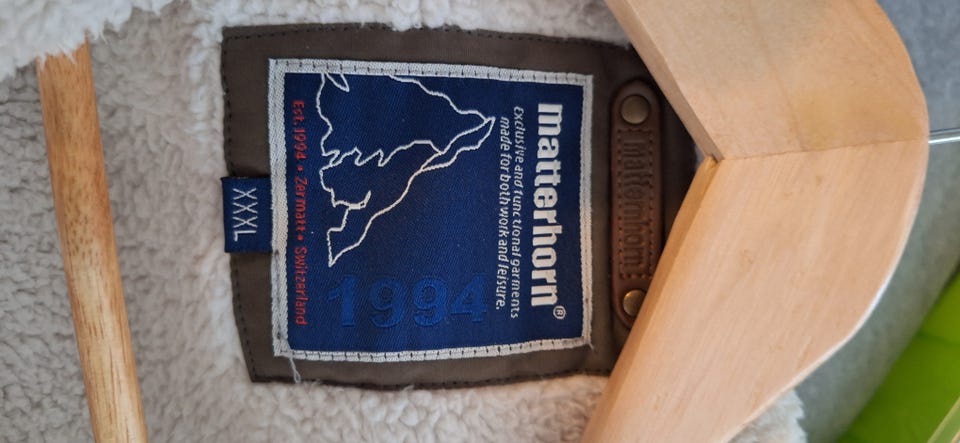 matterhorn
matterhorn®
exclusive and functional garments
made for both work and leisure.
1994
Est. 1994 • Zermatt • Switzerland
XXXL